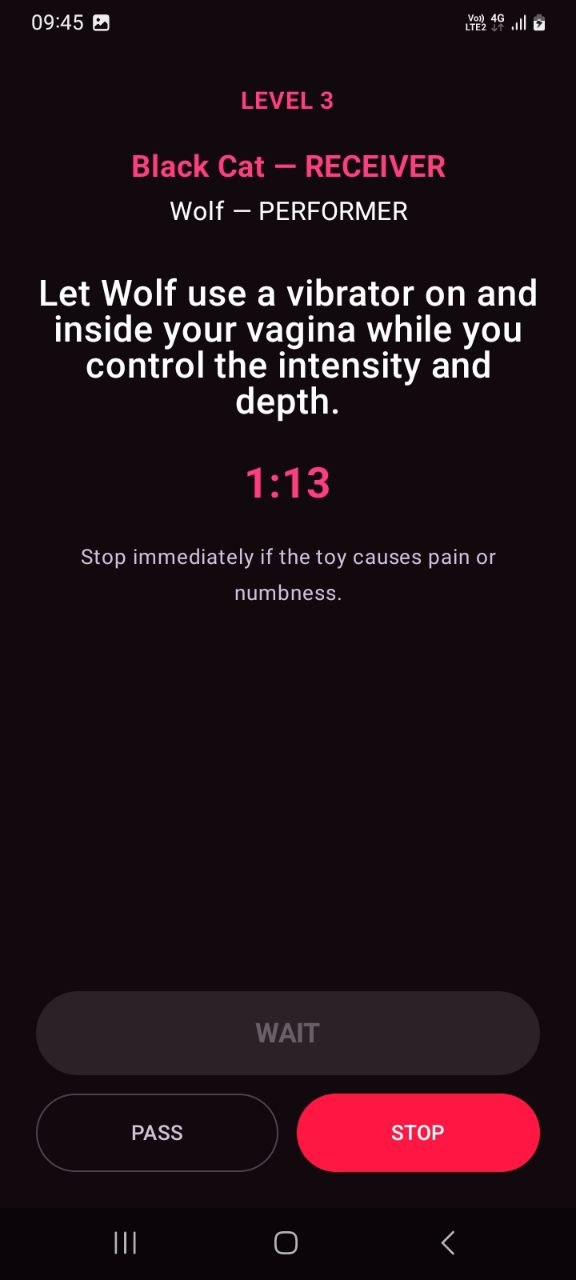 09:45
Vo)) 4G
LTE2
LEVEL 3
Black Cat — RECEIVER
Wolf — PERFORMER
Let Wolf use a vibrator on and
inside your vagina while you
control the intensity and
depth.
1:13
Stop immediately if the toy causes pain or
numbness.
WAIT
PASS
STOP